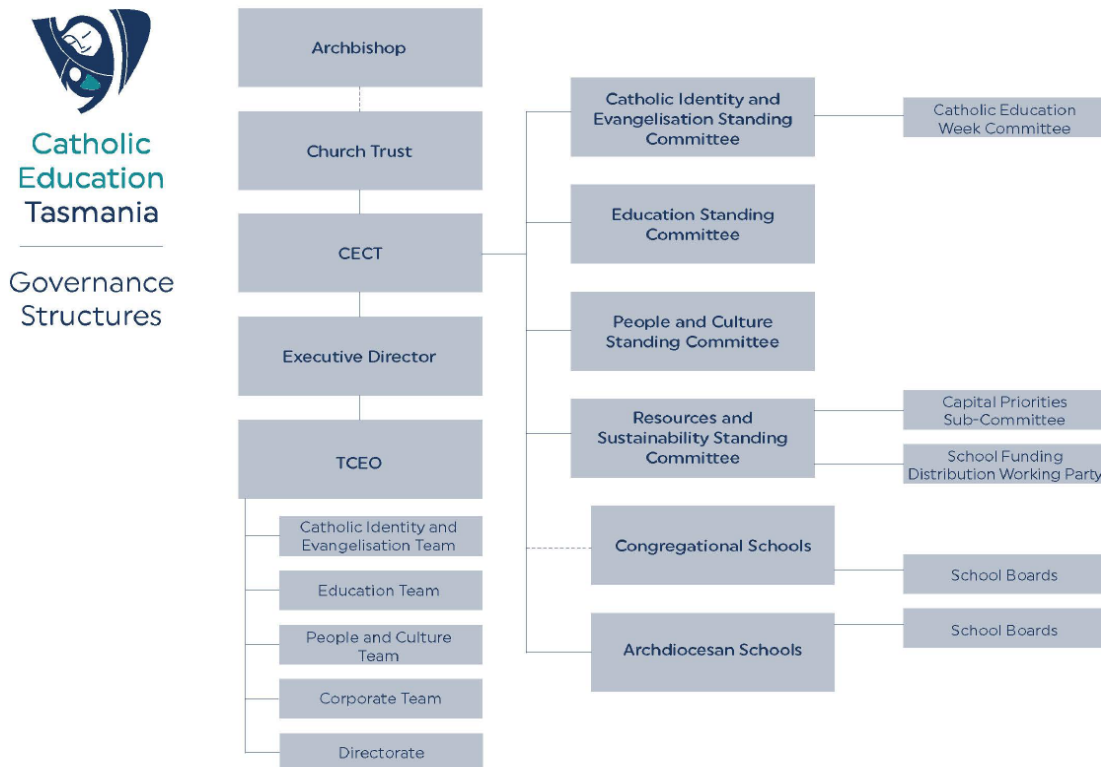 Catholic
Education
Tasmania
Governance
Structures
Archbishop
Church Trust
CECT
Executive Director
TCEO
Catholic Identity and
Evangelisation Team
Education Team
People and Culture
Team
Corporate Team
Directorate
Catholic Identity and
Evangelisation Standing
Committee
Education Standing
Committee
People and Culture
Standing Committee
Resources and
Sustainability Standing
Committee
Congregational Schools
Archdiocesan Schools
Catholic Education
Week Committee
Capital Priorities
Sub-Committee
School Funding
Distribution Working Party
School Boards
School Boards